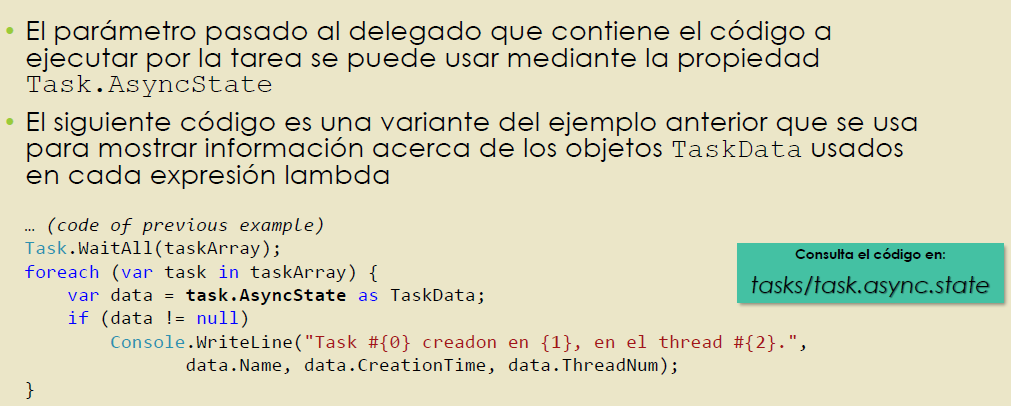 • El parámetro pasado al delegado que contiene el código a
ejecutar por la tarea se puede usar mediante la propiedad
Task.AsyncState
• El siguiente código es una variante del ejemplo anterior que se usa
para mostrar información acerca de los objetos TaskData usados
en cada expresión lambda
… (code of previous example)
Task.WaitAll(taskArray);
foreach (var task in taskArray) {
    var data = task.AsyncState as TaskData;
    if (data != null)
        Console.WriteLine("Task #{0} creadon en {1}, en el thread #{2}.",
               data.Name, data.CreationTime, data.ThreadNum);
}
Consulta el código en:
tasks/task.async.state